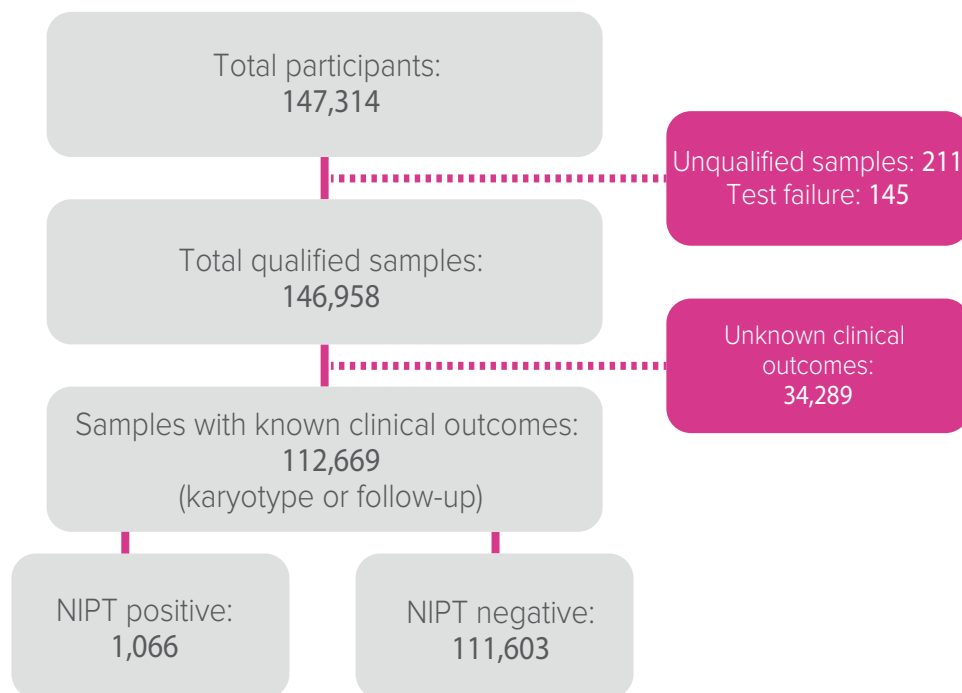 Total participants:
147,314
Unqualified samples: 211
Test failure: 145
Total qualified samples:
146,958
Unknown clinical
outcomes:
34,289
Samples with known clinical outcomes:
112,669
(karyotype or follow-up)
NIPT positive:
1,066
NIPT negative:
111,603